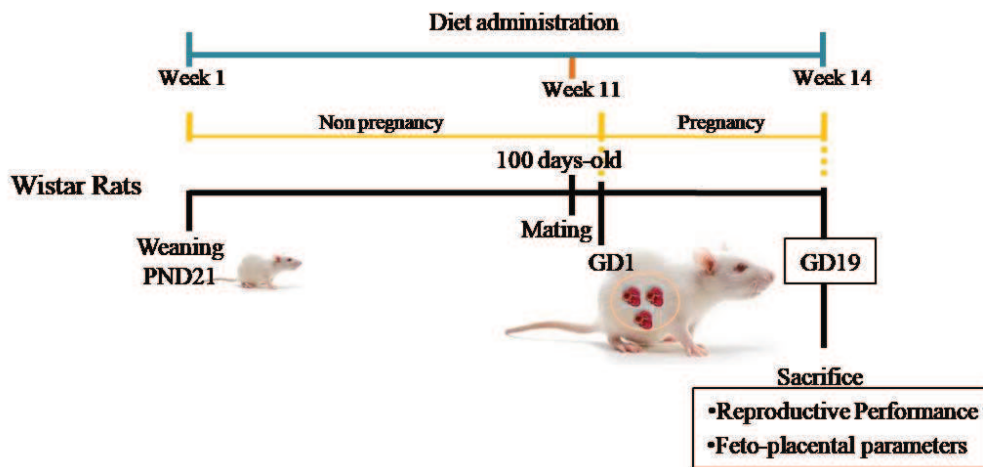 Diet administration
Week 1
Week 11
Week 14
Non pregnancy
Pregnancy
100 days-old
Wistar Rats
Weaning
PND21
Mating
GD1
GD19
Sacrifice
•Reproductive Performance
•Feto-placental parameters